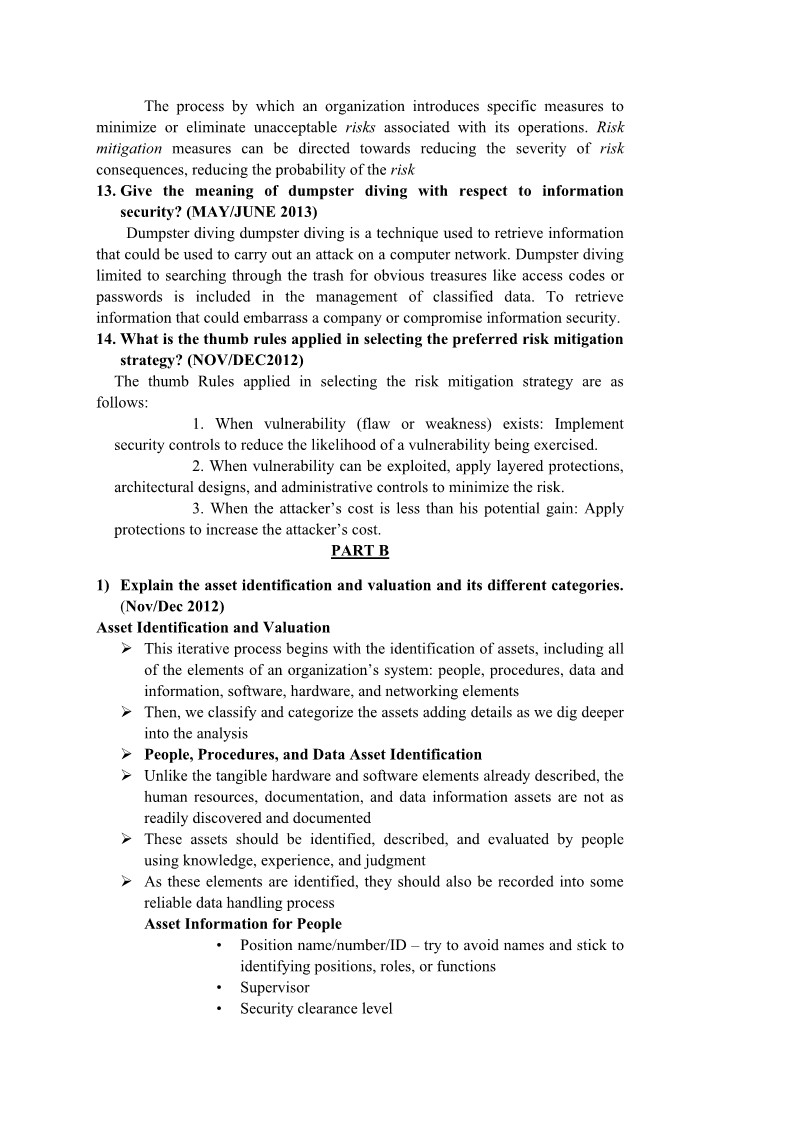 The process by which an organization introduces specific measures to
minimize or eliminate unacceptable risks associated with its operations. Risk
mitigation measures can be directed towards reducing the severity of risk
consequences, reducing the probability of the risk
13. Give the meaning of dumpster diving with respect to information
security? (MAY/JUNE 2013)
Dumpster diving dumpster diving is a technique used to retrieve information
that could be used to carry out an attack on a computer network. Dumpster diving
limited to searching through the trash for obvious treasures like access codes or
passwords is included in the management of classified data. To retrieve
information that could embarrass a company or compromise information security.
14. What is the thumb rules applied in selecting the preferred risk mitigation
strategy? (NOV/DEC2012)
The thumb Rules applied in selecting the risk mitigation strategy are as
follows:
1. When vulnerability (flaw or weakness) exists: Implement
security controls to reduce the likelihood of a vulnerability being exercised.
2. When vulnerability can be exploited, apply layered protections,
architectural designs, and administrative controls to minimize the risk.
3. When the attacker’s cost is less than his potential gain: Apply
protections to increase the attacker’s cost.
PART B
1) Explain the asset identification and valuation and its different categories.
(Nov/Dec 2012)
Asset Identification and Valuation
➢ This iterative process begins with the identification of assets, including all
of the elements of an organization’s system: people, procedures, data and
information, software, hardware, and networking elements
➢ Then, we classify and categorize the assets adding details as we dig deeper
into the analysis
➢ People, Procedures, and Data Asset Identification
➢ Unlike the tangible hardware and software elements already described, the
human resources, documentation, and data information assets are not as
readily discovered and documented
➢ These assets should be identified, described, and evaluated by people
using knowledge, experience, and judgment
➢ As these elements are identified, they should also be recorded into some
reliable data handling process
Asset Information for People
• Position name/number/ID – try to avoid names and stick to
identifying positions, roles, or functions
• Supervisor
• Security clearance level